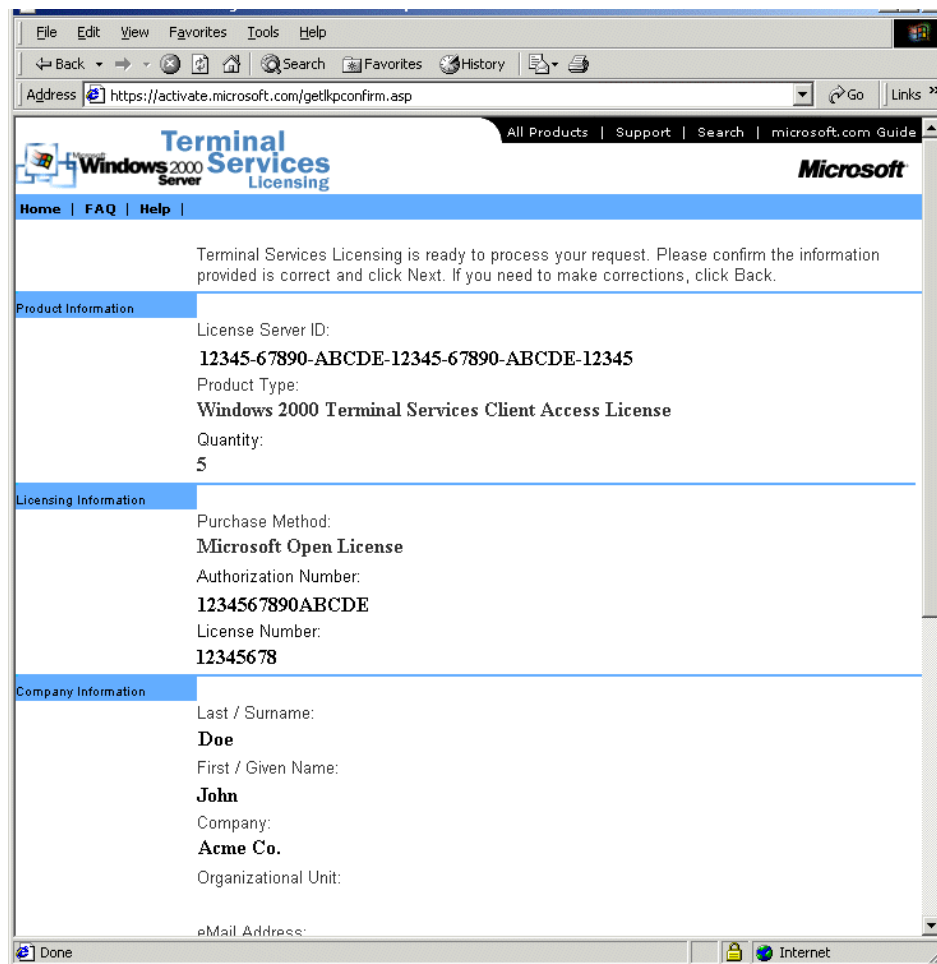 File Edit View Favorites Tools Help
Back Search Favorites History
Address https://activate.microsoft.com/getlkpconfirm.asp Go Links »
All Products | Support | Search | microsoft.com Guide
Microsoft Windows 2000 Server
Terminal Services Licensing
Microsoft
Home | FAQ | Help |
Terminal Services Licensing is ready to process your request. Please confirm the information
provided is correct and click Next. If you need to make corrections, click Back.
Product Information
License Server ID:
12345-67890-ABCDE-12345-67890-ABCDE-12345
Product Type:
Windows 2000 Terminal Services Client Access License
Quantity:
5
Licensing Information
Purchase Method:
Microsoft Open License
Authorization Number:
1234567890ABCDE
License Number:
12345678
Company Information
Last / Surname:
Doe
First / Given Name:
John
Company:
Acme Co.
Organizational Unit:
eMail Address:
Done Internet